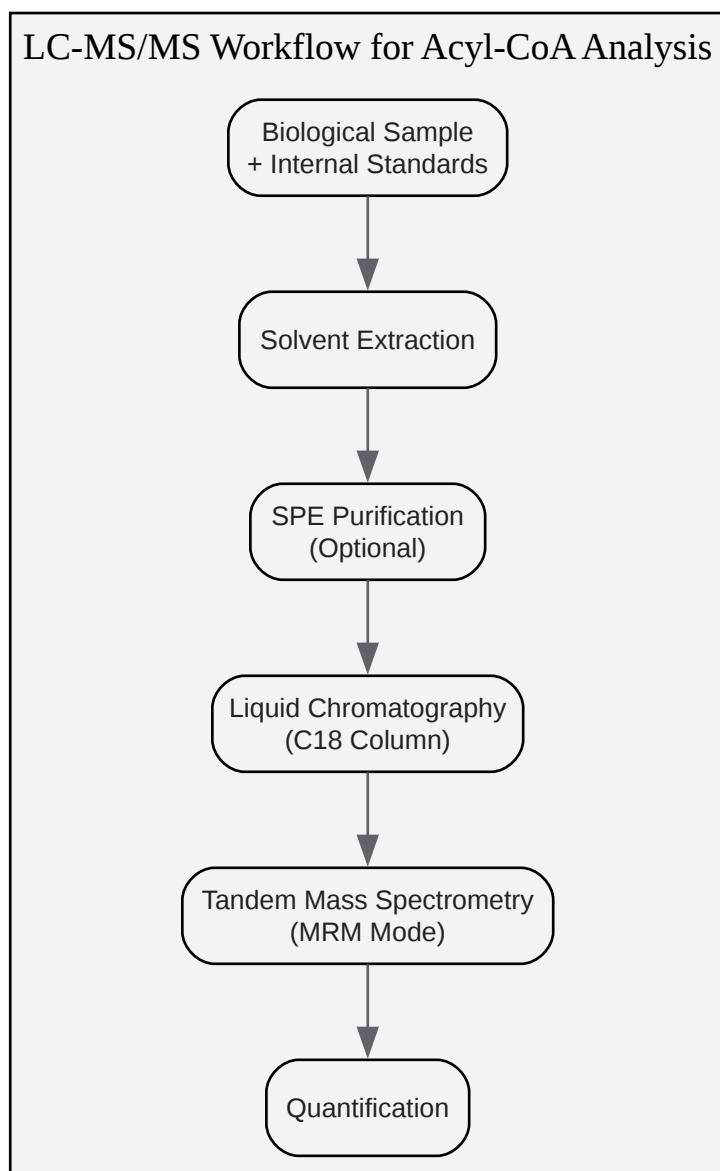 LC-MS/MS Workflow for Acyl-CoA Analysis
Biological Sample
+ Internal Standards
Solvent Extraction
SPE Purification
(Optional)
Liquid Chromatography
(C18 Column)
Tandem Mass Spectrometry
(MRM Mode)
Quantification